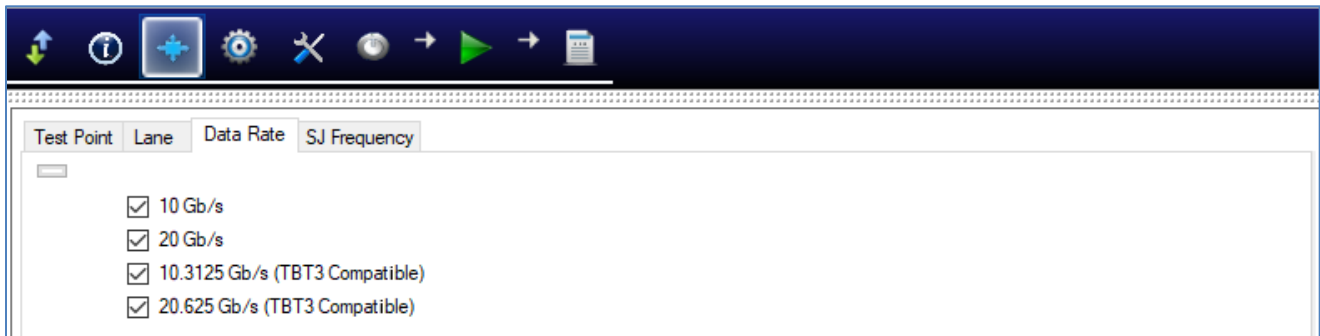 Test Point Lane Data Rate SJ Frequency
10 Gb/s
20 Gb/s
10.3125 Gb/s (TBT3 Compatible)
20.625 Gb/s (TBT3 Compatible)